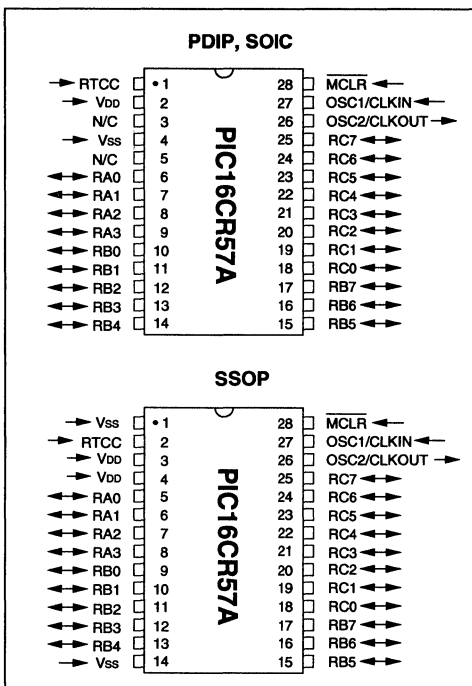 PDIP, SOIC
RTCC • 1 28 MCLR
VDD 2 27 OSC1/CLKIN
N/C 3 26 OSC2/CLKOUT
Vss 4 25 RC7
N/C 5 24 RC6
RA0 6 23 RC5
RA1 7 22 RC4
RA2 8 21 RC3
RA3 9 20 RC2
RB0 10 19 RC1
RB1 11 18 RC0
RB2 12 17 RB7
RB3 13 16 RB6
RB4 14 15 RB5
PIC16CR57A
SSOP
Vss • 1 28 MCLR
RTCC 2 27 OSC1/CLKIN
VDD 3 26 OSC2/CLKOUT
VDD 4 25 RC7
RA0 5 24 RC6
RA1 6 23 RC5
RA2 7 22 RC4
RA3 8 21 RC3
RB0 9 20 RC2
RB1 10 19 RC1
RB2 11 18 RC0
RB3 12 17 RB7
RB4 13 16 RB6
Vss 14 15 RB5
PIC16CR57A